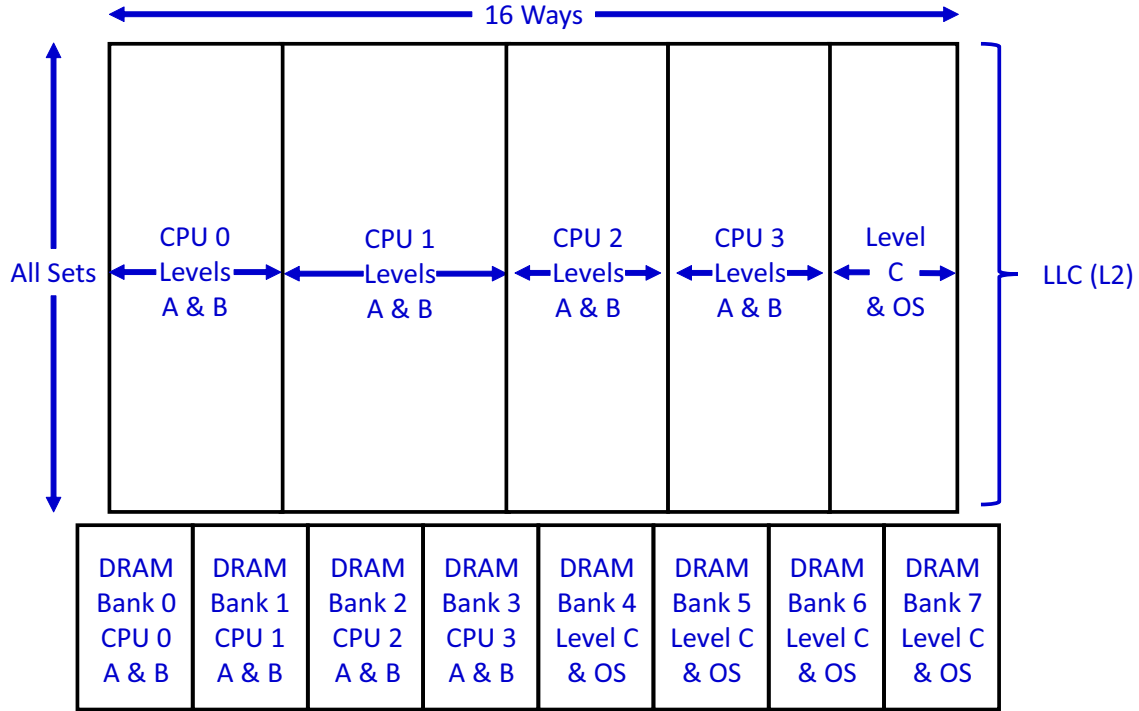 16 Ways
All Sets
CPU 0
Levels
A & B
CPU 1
Levels
A & B
CPU 2
Levels
A & B
CPU 3
Levels
A & B
Level
C
& OS
LLC (L2)
DRAM
Bank 0
CPU 0
A & B
DRAM
Bank 1
CPU 1
A & B
DRAM
Bank 2
CPU 2
A & B
DRAM
Bank 3
CPU 3
A & B
DRAM
Bank 4
Level C
& OS
DRAM
Bank 5
Level C
& OS
DRAM
Bank 6
Level C
& OS
DRAM
Bank 7
Level C
& OS